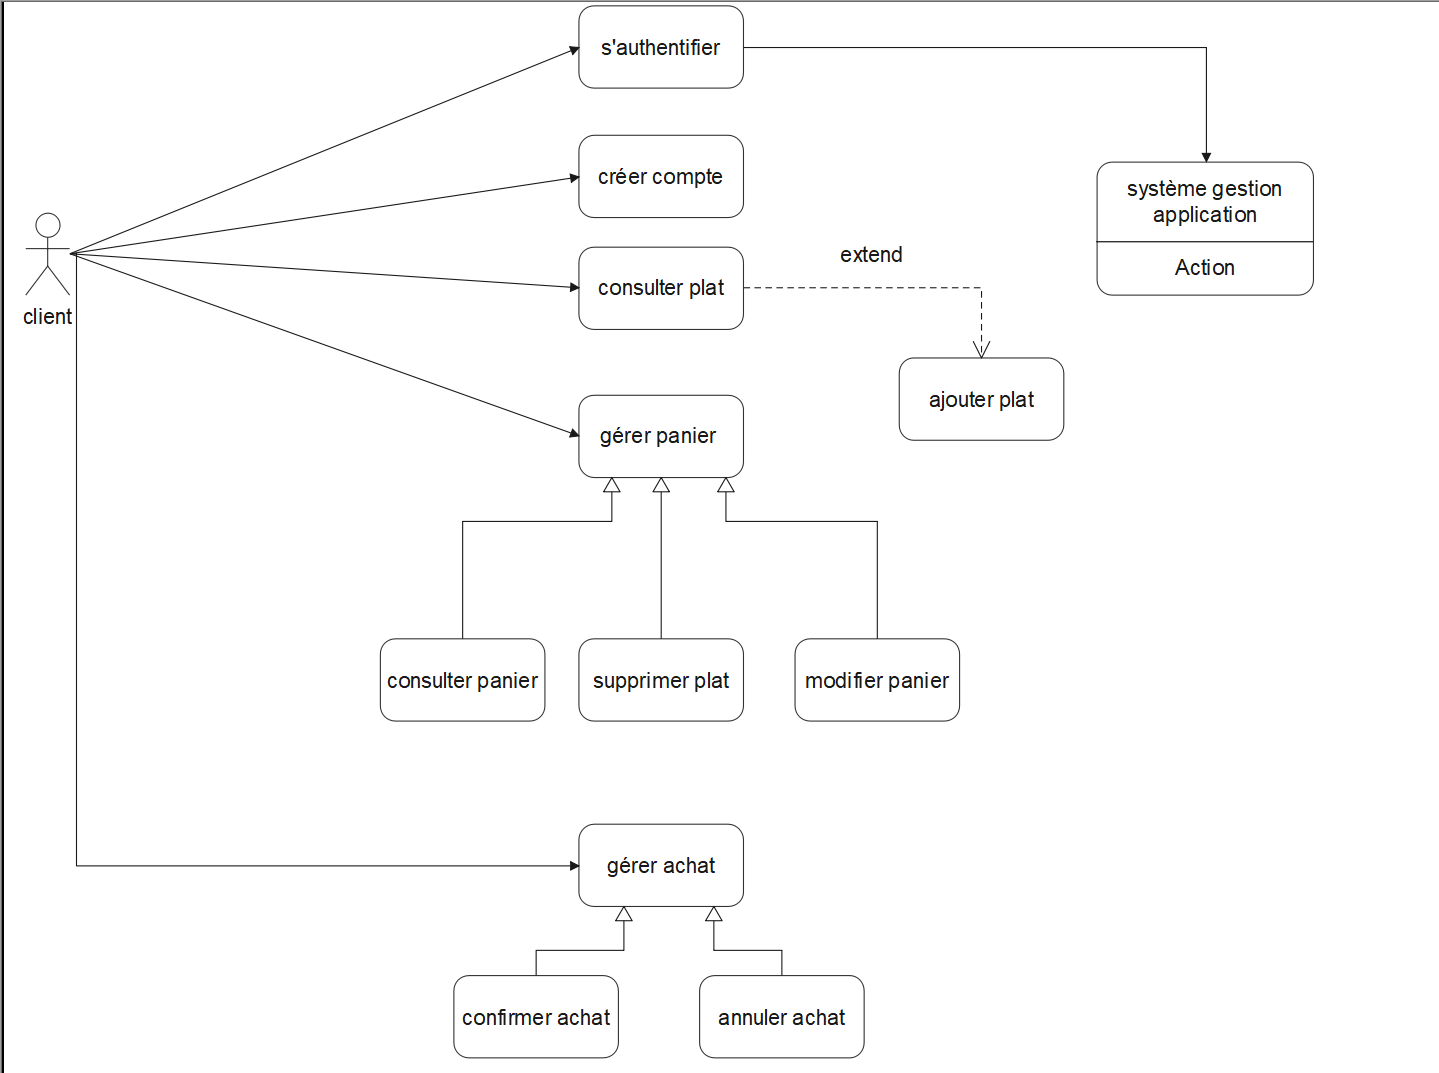 s'authentifier
créer compte
système gestion
application
Action
extend
consulter plat
client
ajouter plat
gérer panier
consulter panier
supprimer plat
modifier panier
gérer achat
confirmer achat
annuler achat